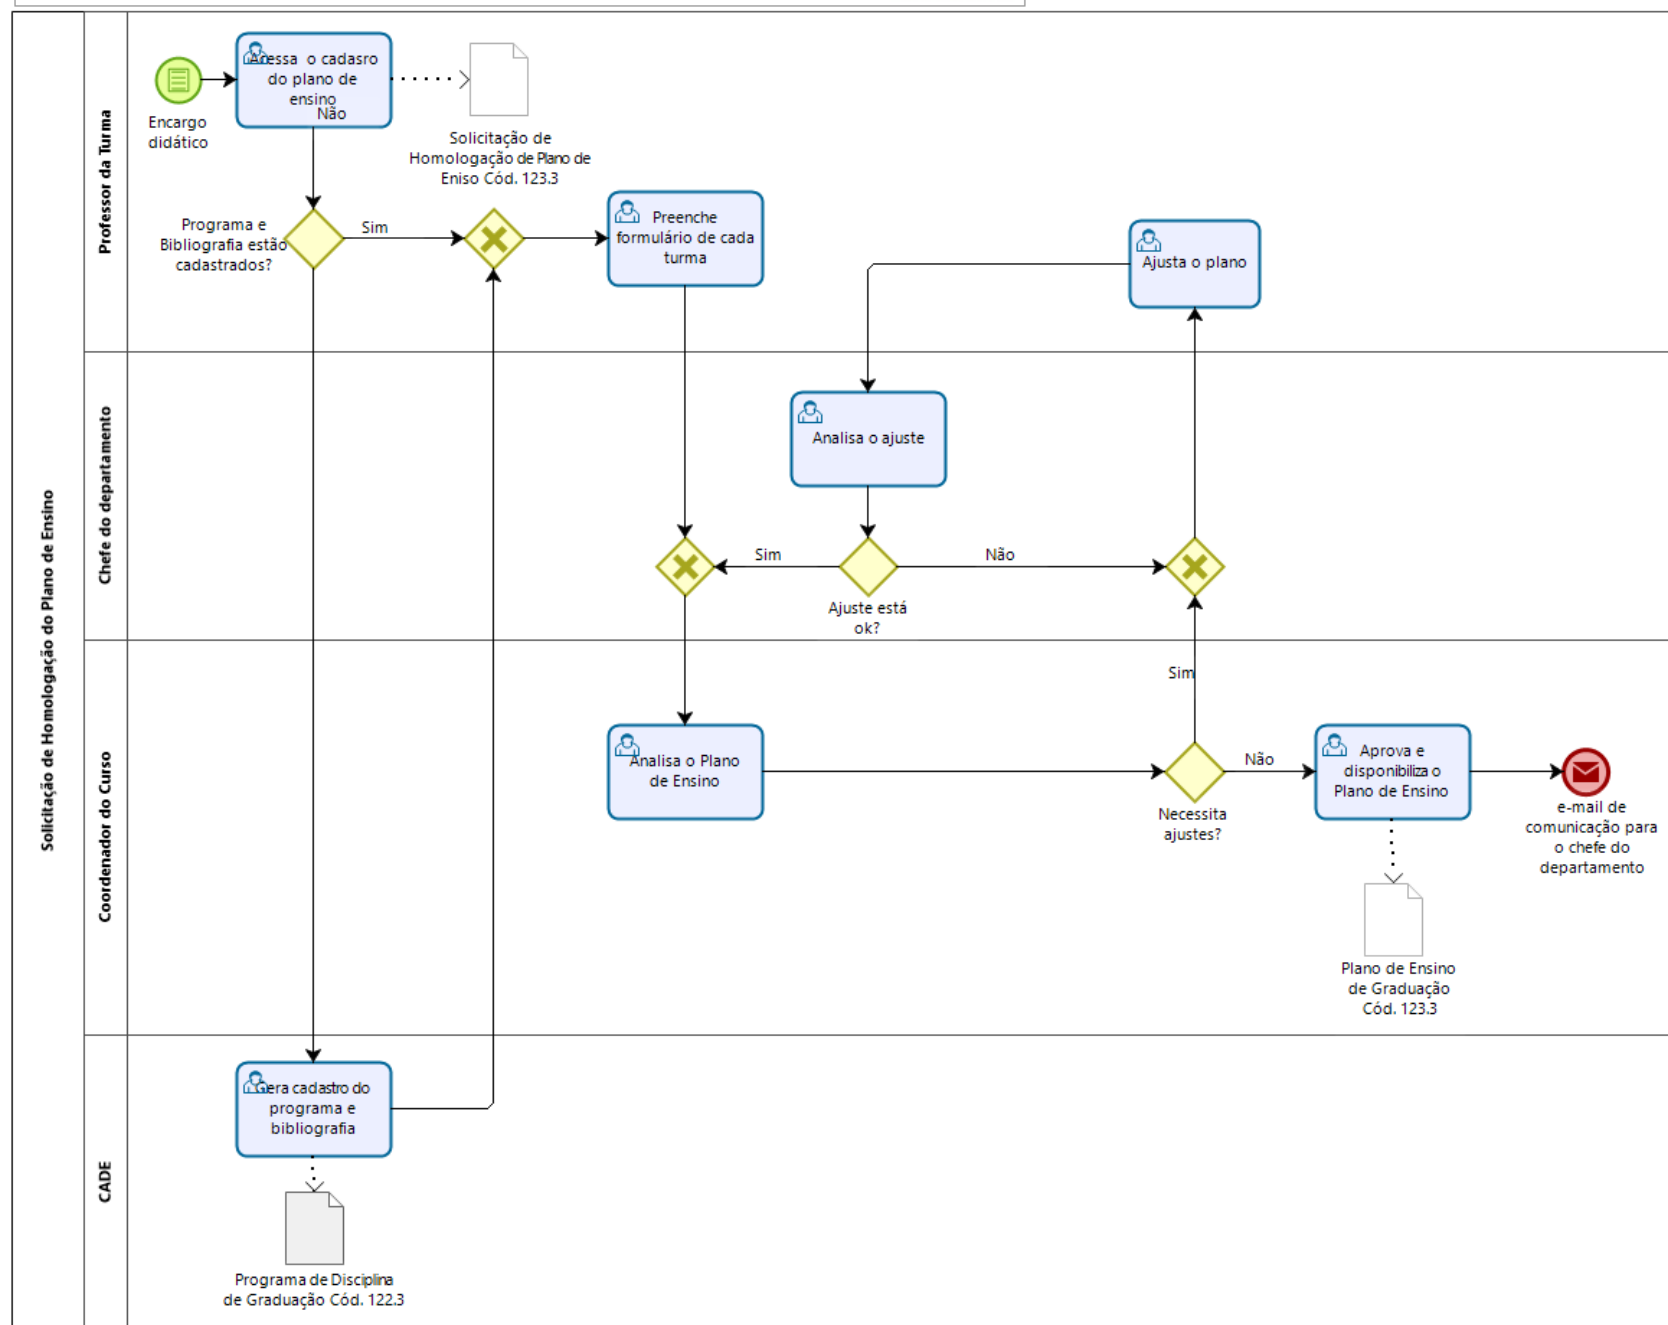 Solicitação de Homologação do Plano de Ensino
Professor da Turma
Encargo
didático
Acessa o cadasro
do plano de
ensino
Não
Solicitação de
Homologação de Plano de
Eniso Cód. 123.3
Programa e
Bibliografia estão
cadastrados?
Sim
Preenche
formulário de cada
turma
Ajusta o plano
Chefe do departamento
Analisa o ajuste
Sim
Não
Ajuste está
ok?
Coordenador do Curso
Sim
Analisa o Plano
de Ensino
Necessita
ajustes?
Não
Aprova e
disponibiliza o
Plano de Ensino
e-mail de
comunicação para
o chefe do
departamento
Plano de Ensino
de Graduação
Cód. 123.3
CADE
Gera cadastro do
programa e
bibliografia
Programa de Disciplina
de Graduação Cód. 122.3